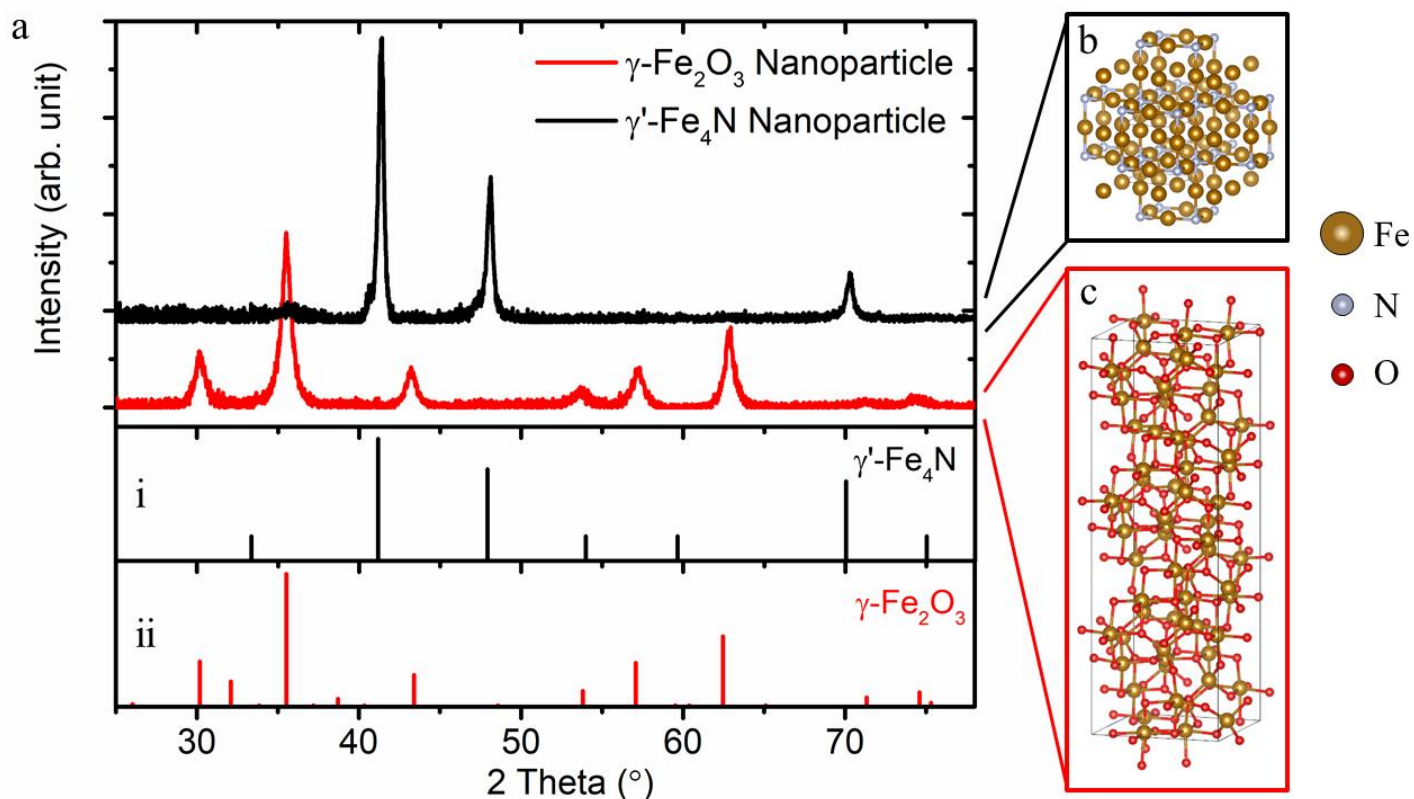 a
γ-Fe₂O₃ Nanoparticle
γ'-Fe₄N Nanoparticle
Intensity (arb. unit)
i
γ'-Fe₄N
ii
γ-Fe₂O₃
30 40 50 60 70
2 Theta (°)
b
c
Fe
N
O